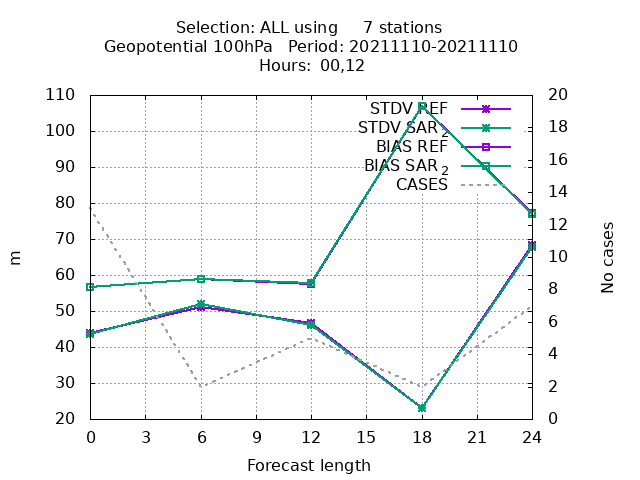 Selection: ALL using     7 stations
Geopotential 100hPa   Period: 20211110-20211110
Hours: 00,12
110
100
90
80
70
60
50
40
30
20
m
20
18
16
14
12
10
8
6
4
2
0
No cases
STDV REF
STDV SAR 2
BIAS REF
BIAS SAR 2
CASES
0 3 6 9 12 15 18 21 24
Forecast length